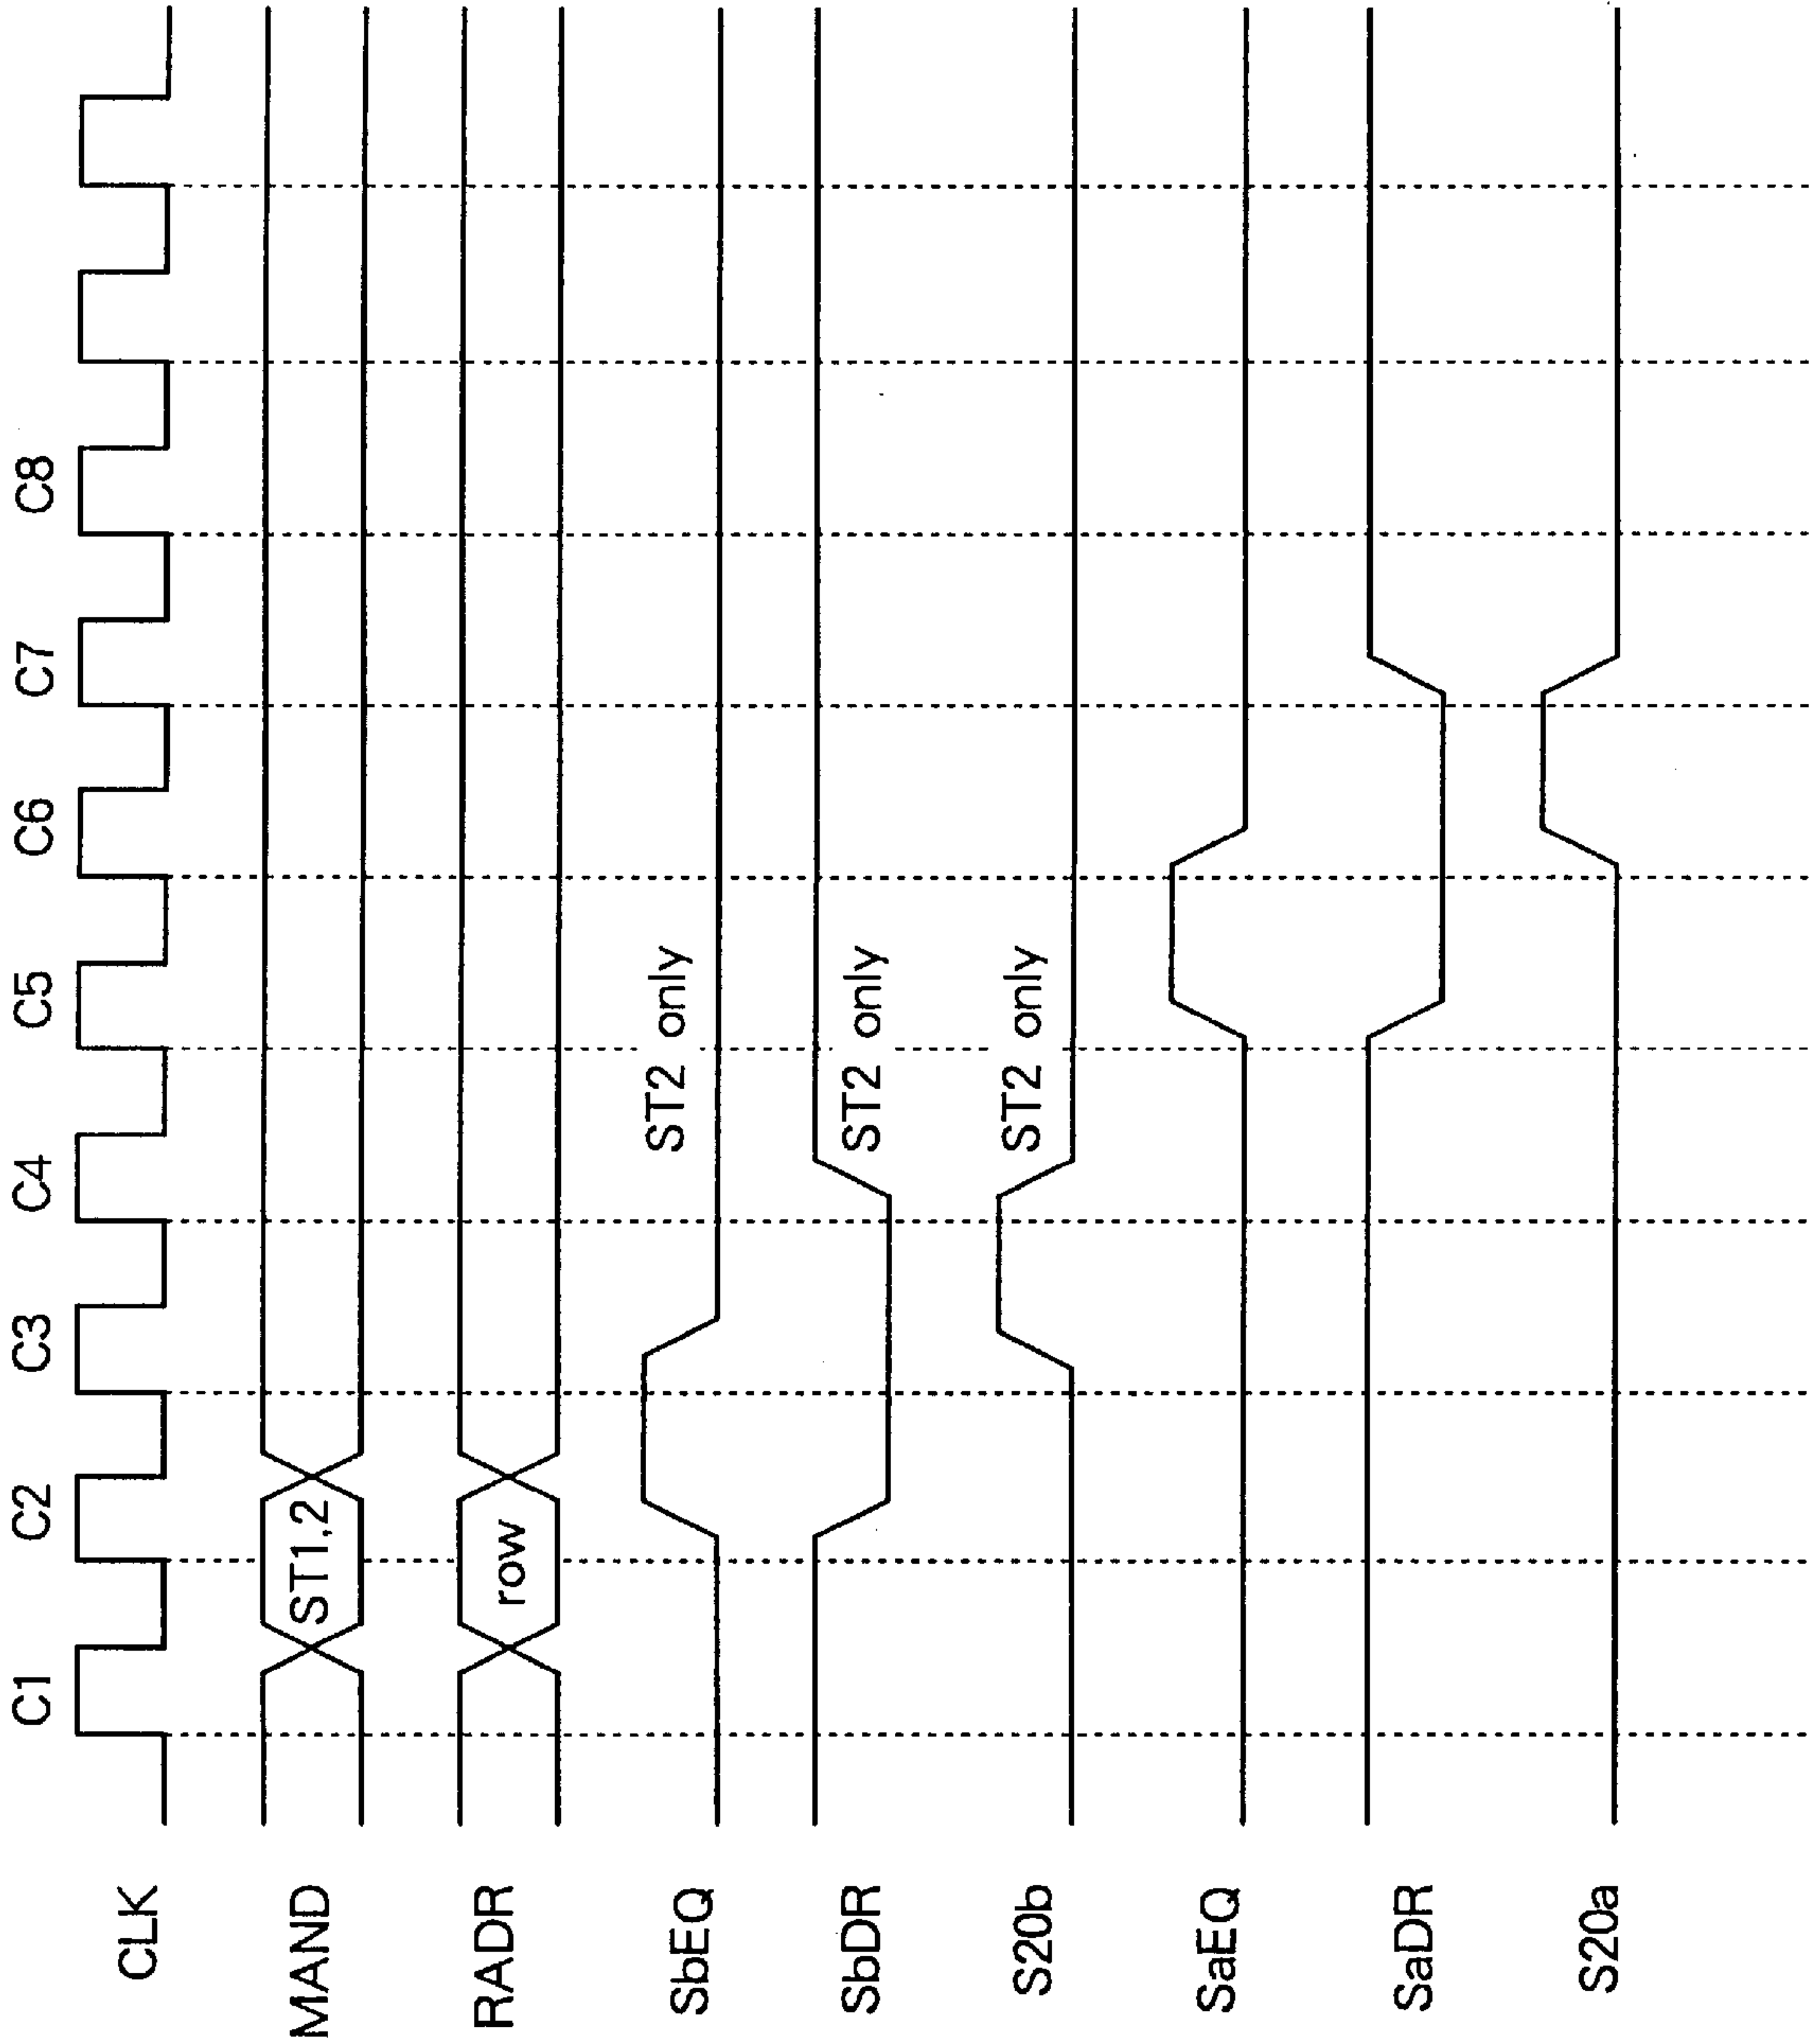 C1 C2 C3 C4 C5 C6 C7 C8
CLK
MAND ST1,2
RADR row
SbEQ ST2 only
SbDR ST2 only
S20b ST2 only
SaEQ
SaDR
S20a